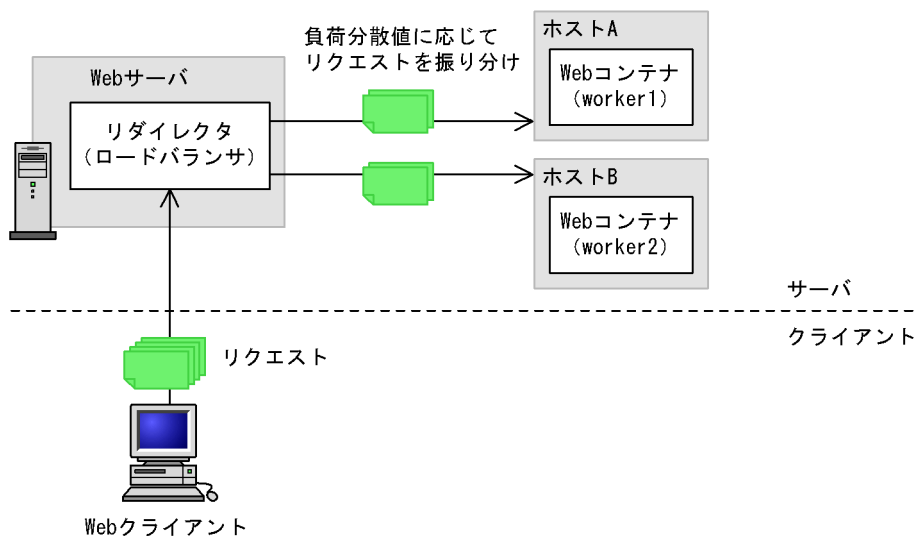 負荷分散値に応じて
リクエストを振り分け
ホストA
Webコンテナ
(worker1)
Webサーバ
リダイレクタ
(ロードバランサ)
ホストB
Webコンテナ
(worker2)
サーバ
クライアント
リクエスト
Webクライアント